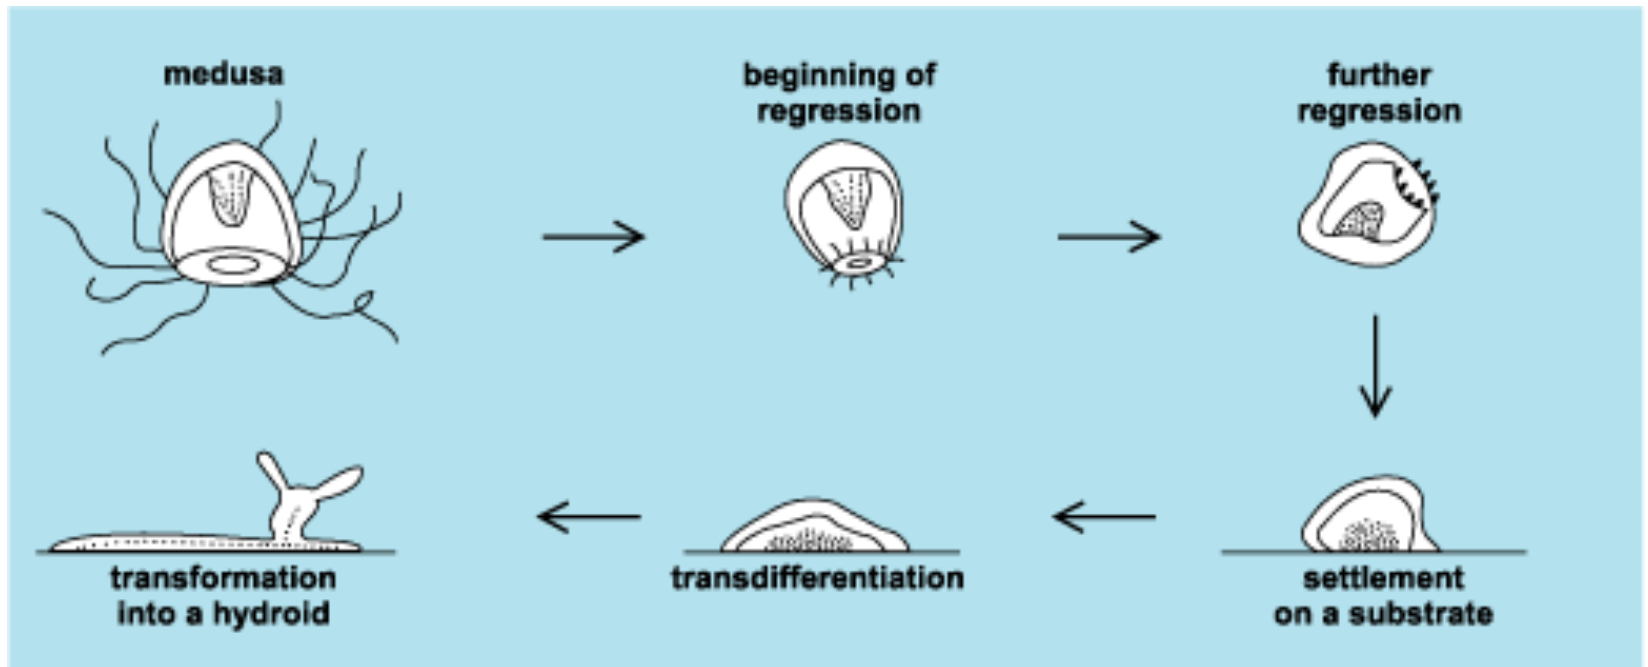 medusa
beginning of
regression
further
regression
settlement
on a substrate
transdifferentiation
transformation
into a hydroid